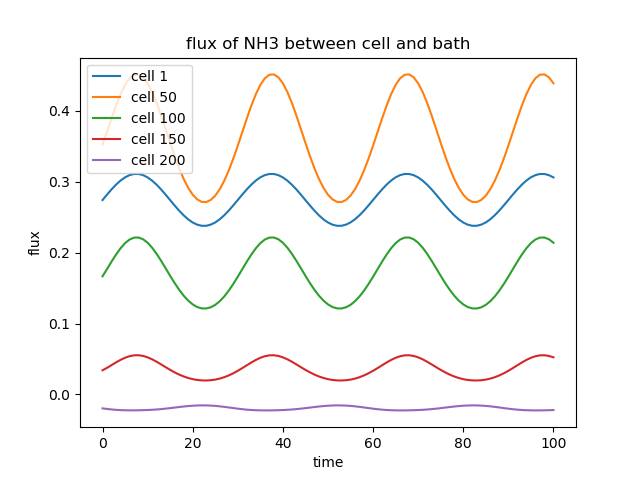 flux of NH3 between cell and bath
cell 1
cell 50
cell 100
cell 150
cell 200
flux
0.4
0.3
0.2
0.1
0.0
0 20 40 60 80 100
time